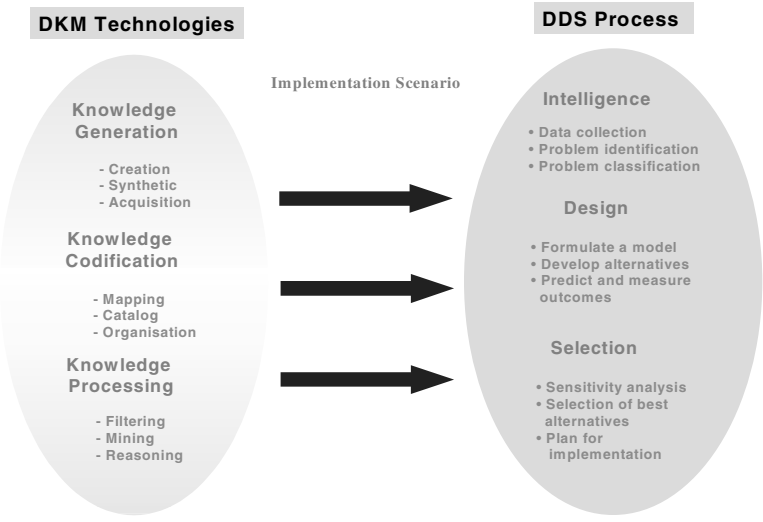 DKM Technologies
Knowledge
Generation
- Creation
- Synthetic
- Acquisition
Knowledge
Codification
- Mapping
- Catalog
- Organisation
Knowledge
Processing
- Filtering
- Mining
- Reasoning
Implementation Scenario
DDS Process
Intelligence
• Data collection
• Problem identification
• Problem classification
Design
• Formulate a model
• Develop alternatives
• Predict and measure
outcomes
Selection
• Sensitivity analysis
• Selection of best
alternatives
• Plan for
implementation